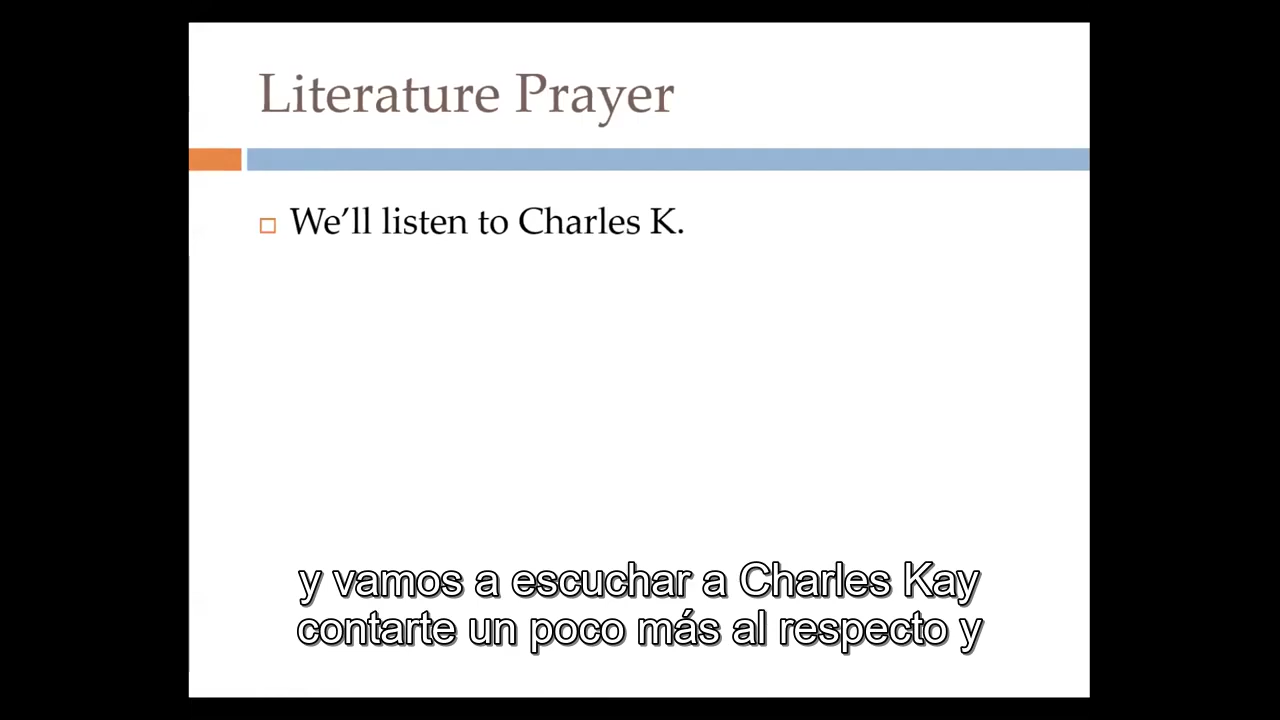 Literature Prayer
We'll listen to Charles K.
y vamos a escuchar a Charles Kay
contarte un poco más al respecto y